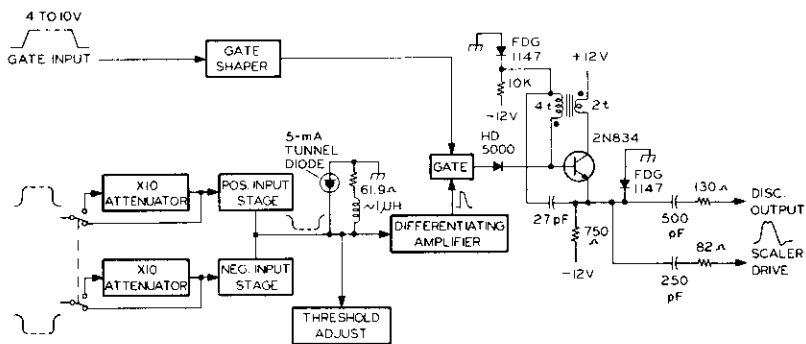 4 TO 10V
GATE INPUT
GATE
SHAPER
5-mA
TUNNEL
DIODE
61.9Ω
~1μH
X10
ATTENUATOR
POS. INPUT
STAGE
X10
ATTENUATOR
NEG. INPUT
STAGE
THRESHOLD
ADJUST
DIFFERENTIATING
AMPLIFIER
GATE
HD
5000
FDG
1147
10K
-12V
4t
2t
+12V
2N834
FDG
1147
27pF
750
Ω
-12V
500
pF
130Ω
DISC.
OUTPUT
250
pF
82Ω
SCALER
DRIVE